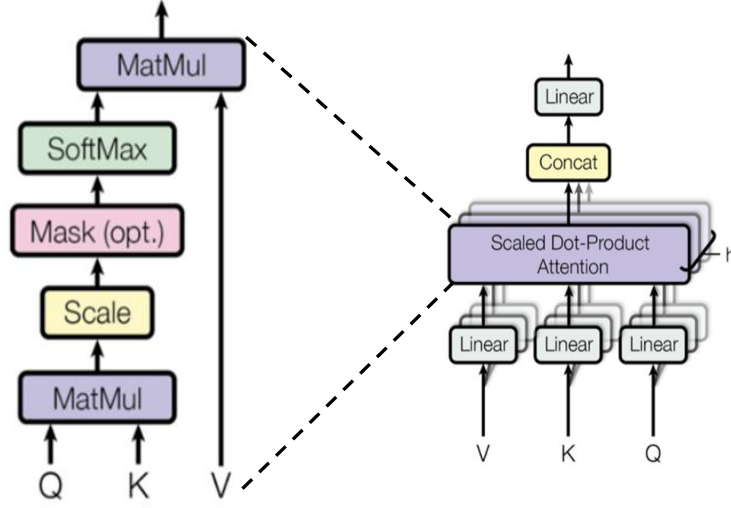 MatMul
SoftMax
Mask (opt.)
Scale
MatMul
Q K V
Linear
Concat
Scaled Dot-Product
Attention
h
Linear Linear Linear
V K Q